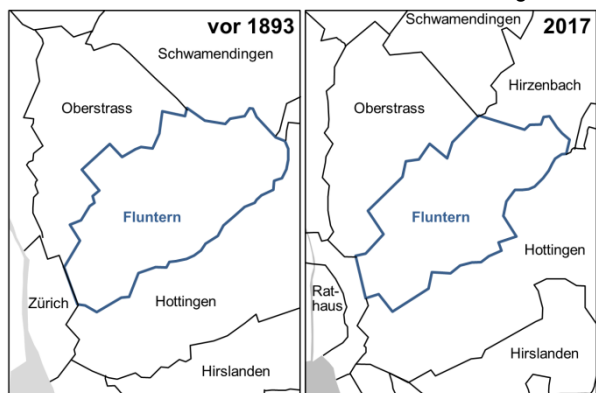 vor 1893
Schwamendingen
Oberstrass
Fluntern
Zürich
Hottingen
Hirslanden
2017
Schwamendingen
Hirzenbach
Oberstrass
Fluntern
Hottingen
Rat-
haus
Hirslanden